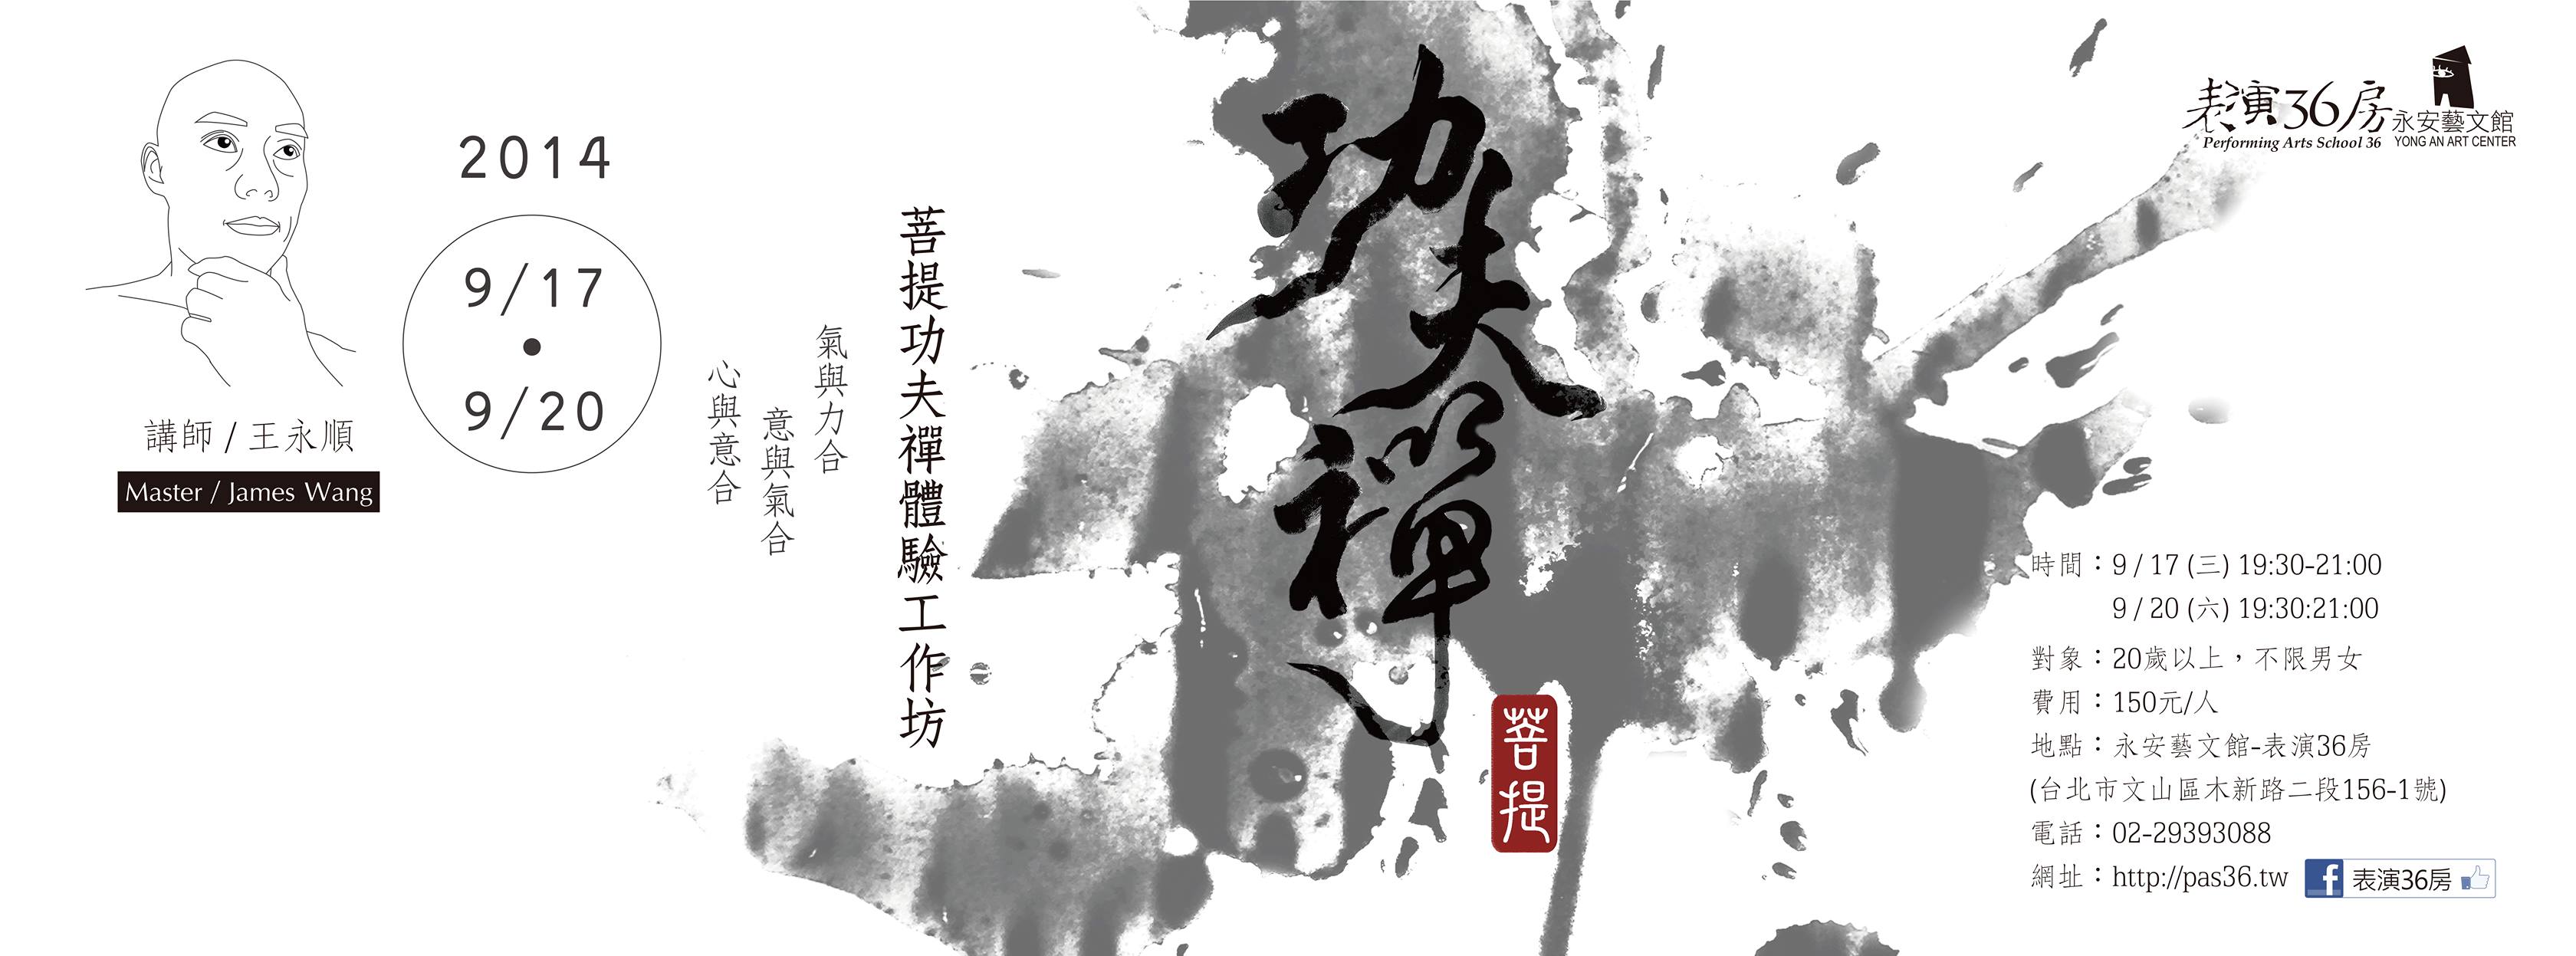 講師 / 王永順
Master / James Wang
2014
9/17
•
9/20
心與意合
意與氣合
氣與力合
菩提功夫禪體驗工作坊
功夫禪
菩提
表演36房
Performing Arts School 36
永安藝文館
YONG AN ART CENTER
時間：9 / 17 (三) 19:30-21:00
9 / 20 (六) 19:30:21:00
對象：20歲以上，不限男女
費用：150元/人
地點：永安藝文館-表演36房
(台北市文山區木新路二段156-1號)
電話：02-29393088
網址：http://pas36.tw
f 表演36房